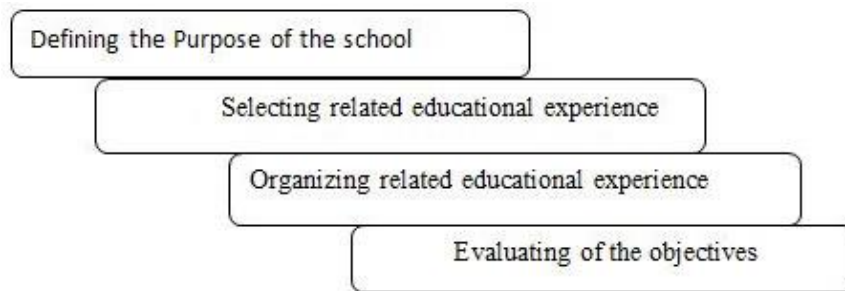 Defining the Purpose of the school
Selecting related educational experience
Organizing related educational experience
Evaluating of the objectives